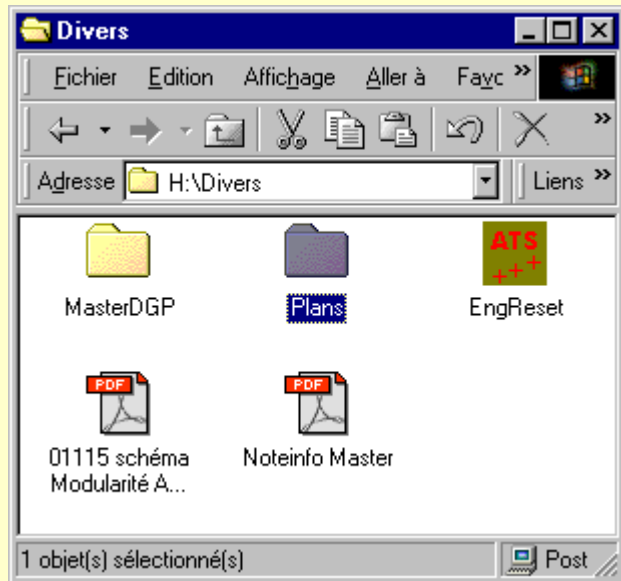 Divers
Fichier Edition Affichage Aller à Favc »
»
Adresse H:\Divers Liens »
ATS
+++
MasterDGP Plans EngReset
PDF PDF
01115 schéma Noteinfo Master
Modularité A...
1 objet(s) sélectionné(s) Post